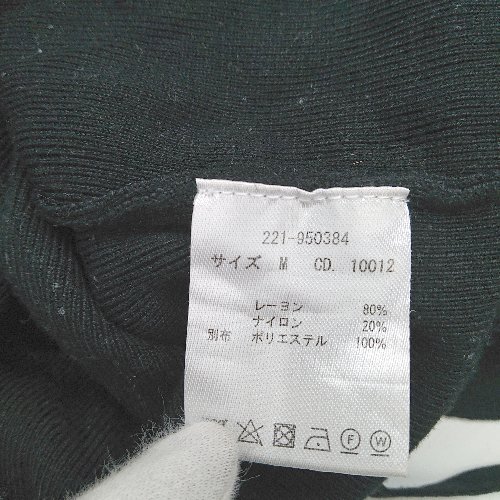 221-950384
サイズ M CD. 10012
レーヨン 80%
ナイロン 20%
別布 ポリエステル 100%
F W